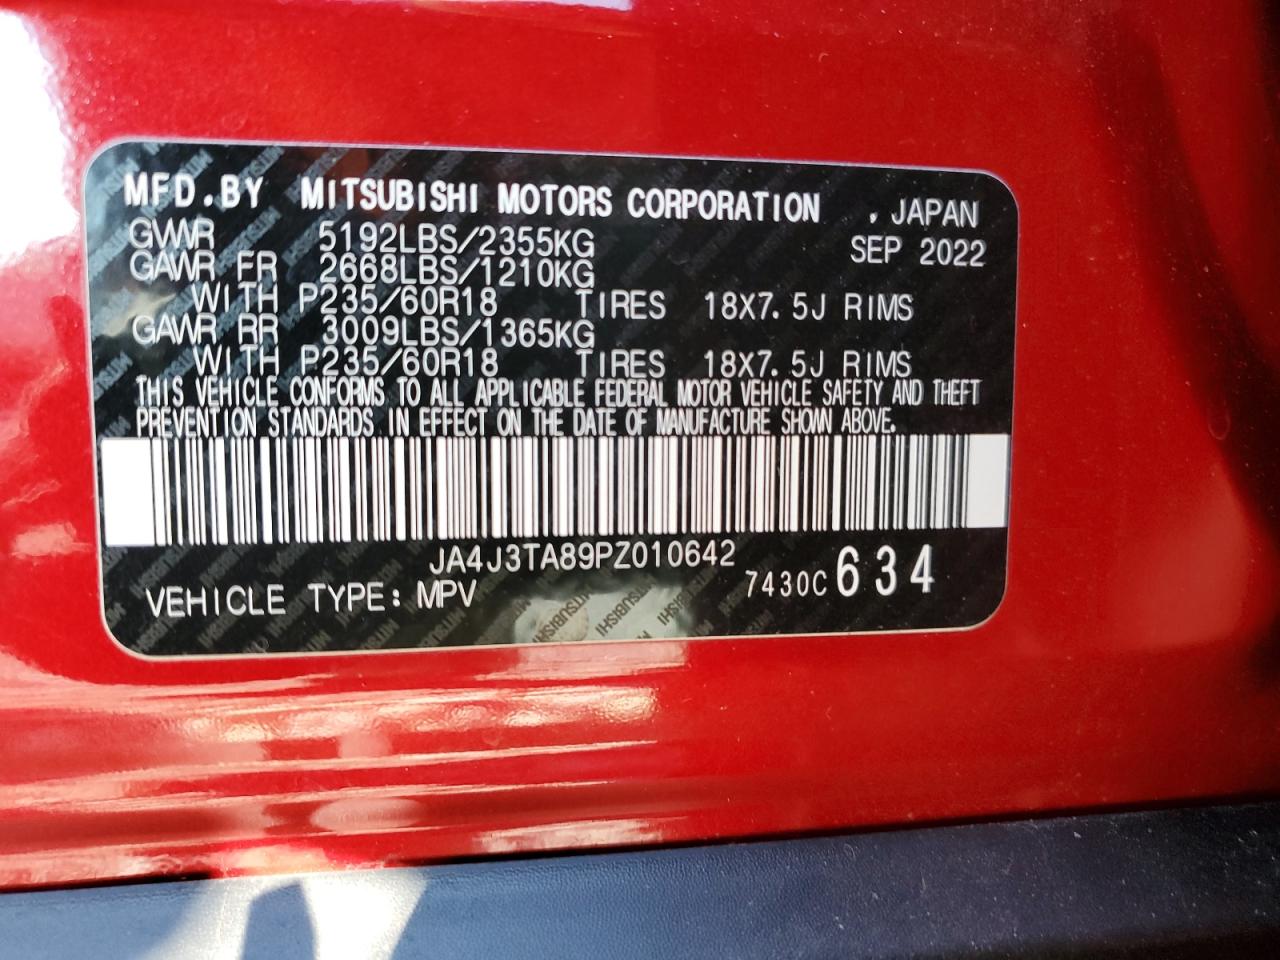 MFD.BY MITSUBISHI MOTORS CORPORATION , JAPAN
GVWR 5192LBS/2355KG SEP 2022
GAWR FR 2668LBS/1210KG
WITH P235/60R18 TIRES 18X7.5J RIMS
GAWR RR 3009LBS/1365KG
WITH P235/60R18 TIRES 18X7.5J RIMS
THIS VEHICLE CONFORMS TO ALL APPLICABLE FEDERAL MOTOR VEHICLE SAFETY AND THEFT
PREVENTION STANDARDS IN EFFECT ON THE DATE OF MANUFACTURE SHOWN ABOVE.
JA4J3TA89PZ010642
VEHICLE TYPE: MPV 7430C 634